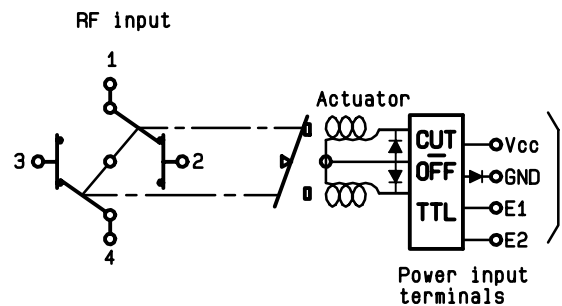 RF input
1
Actuator
3
2
CUT
OFF
TTL
Vcc
GND
E1
E2
4
Power input
terminals